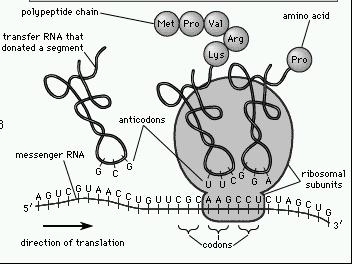 polypeptide chain
amino acid
Met Pro Val
Arg
Lys
Pro
transfer RNA that
donated a segment
anticodons
G C G
U U C G G A
messenger RNA
ribosomal
subunits
5' AGUCGUAACCUGUUCGCAAGCCUCUAGCUG 3'
direction of translation
codons